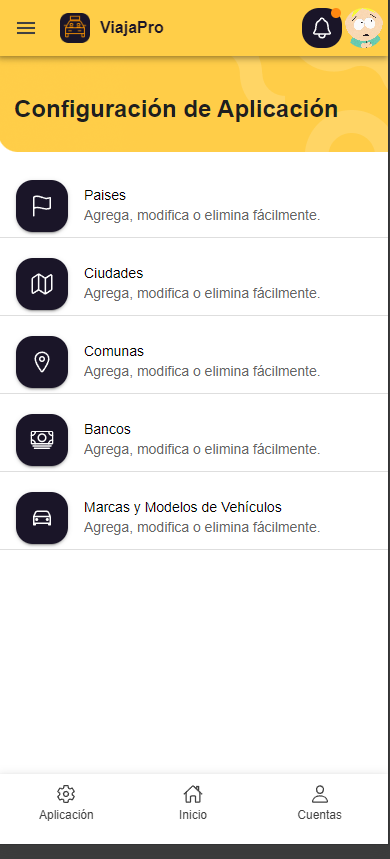 ViajaPro
Configuración de Aplicación
Paises
Agrega, modifica o elimina fácilmente.
Ciudades
Agrega, modifica o elimina fácilmente.
Comunas
Agrega, modifica o elimina fácilmente.
Bancos
Agrega, modifica o elimina fácilmente.
Marcas y Modelos de Vehículos
Agrega, modifica o elimina fácilmente.
Aplicación
Inicio
Cuentas